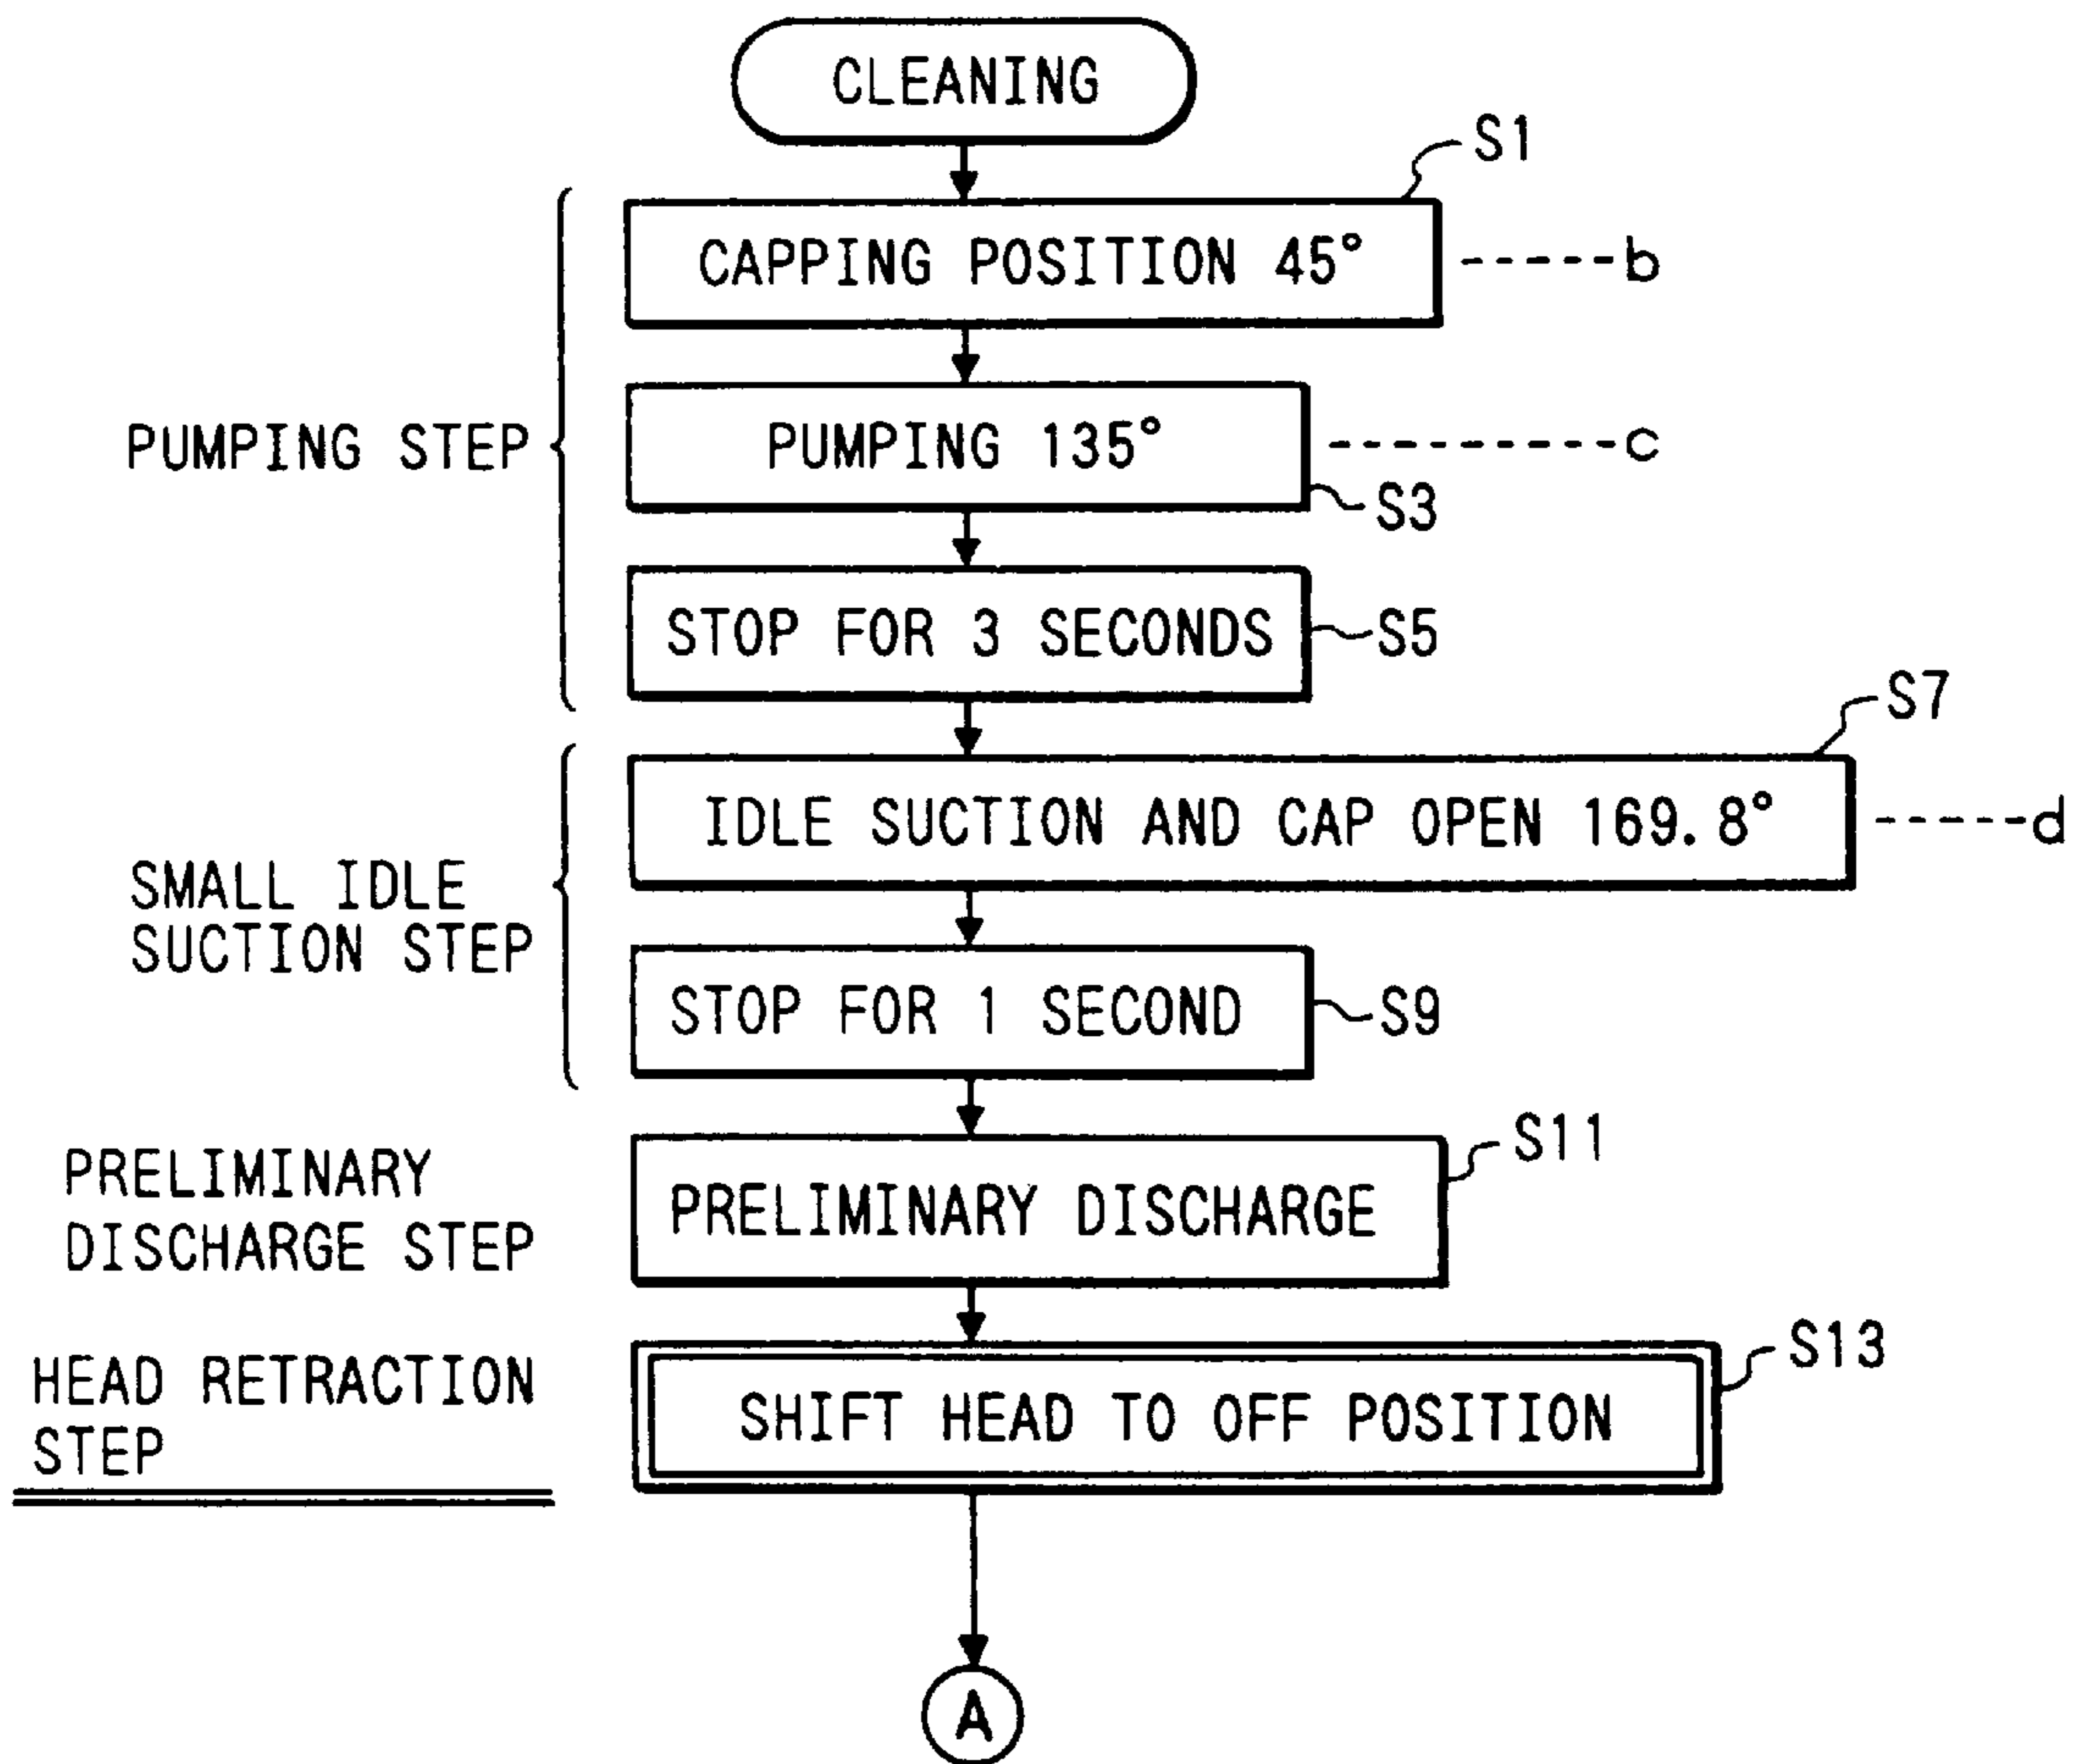 CLEANING
S1
CAPPING POSITION 45°
b
PUMPING STEP
PUMPING 135°
c
S3
STOP FOR 3 SECONDS
S5
S7
IDLE SUCTION AND CAP OPEN 169.8°
d
SMALL IDLE
SUCTION STEP
STOP FOR 1 SECOND
S9
PRELIMINARY
DISCHARGE STEP
S11
PRELIMINARY DISCHARGE
HEAD RETRACTION
STEP
S13
SHIFT HEAD TO OFF POSITION
A